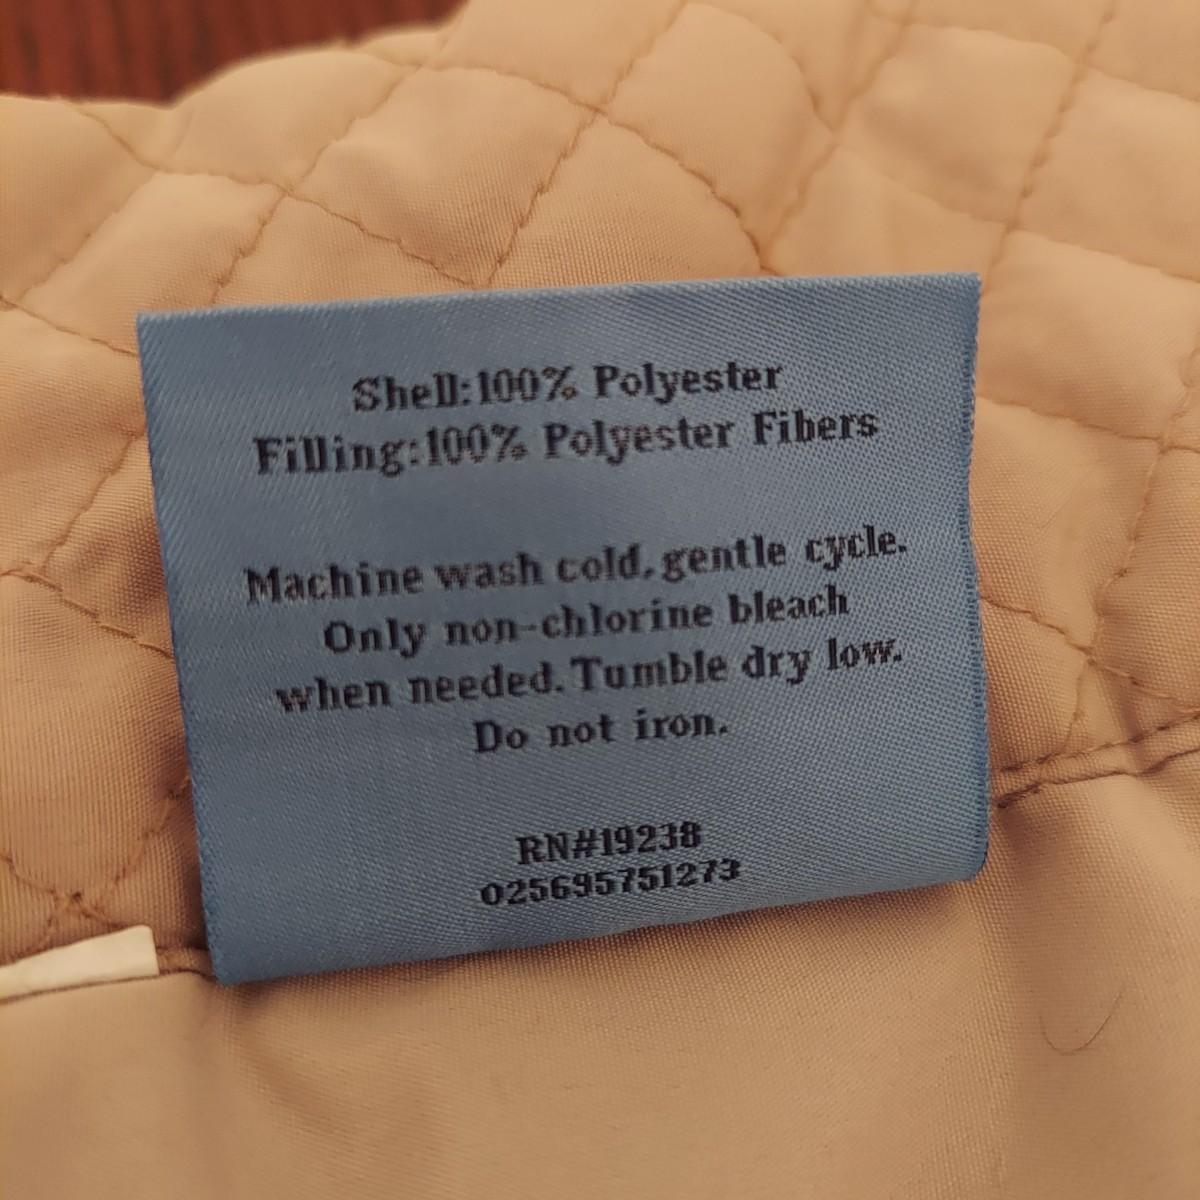 Shell:100% Polyester
Filling:100% Polyester Fibers
Machine wash cold, gentle cycle.
Only non-chlorine bleach
when needed. Tumble dry low.
Do not iron.
RN#19238
025695751273